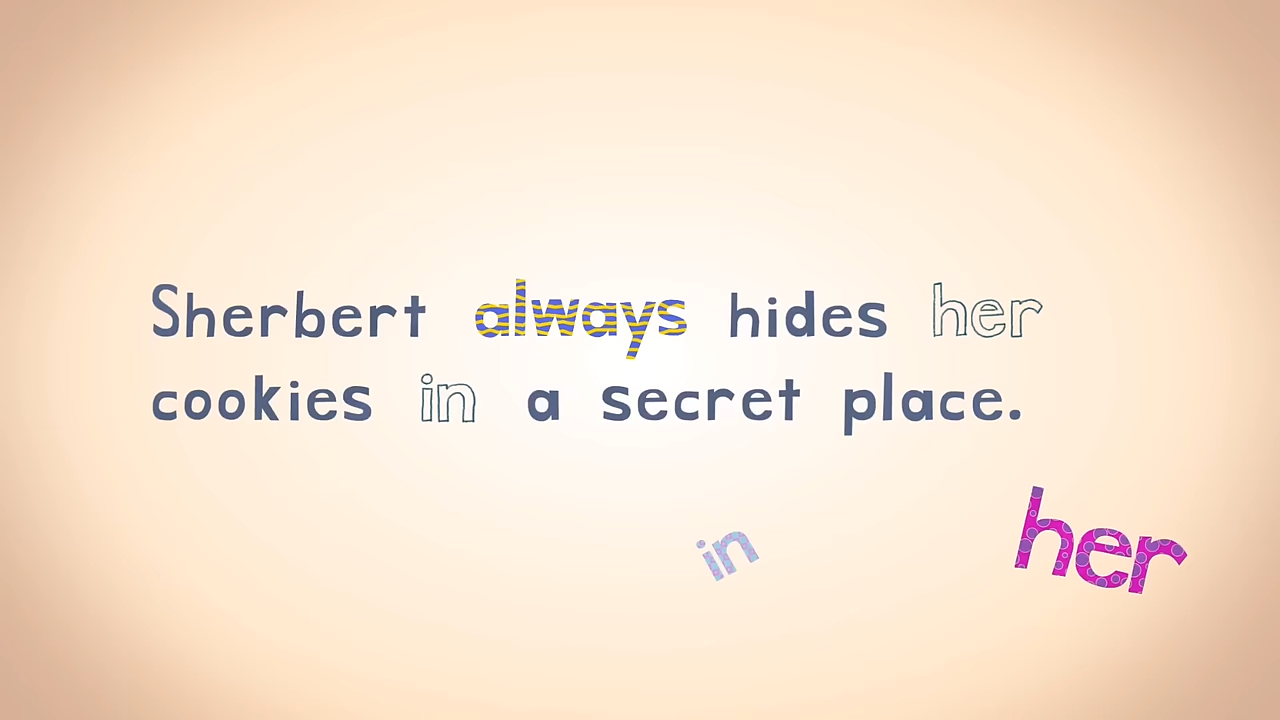 Sherbert always hides her
cookies in a secret place.
in
her